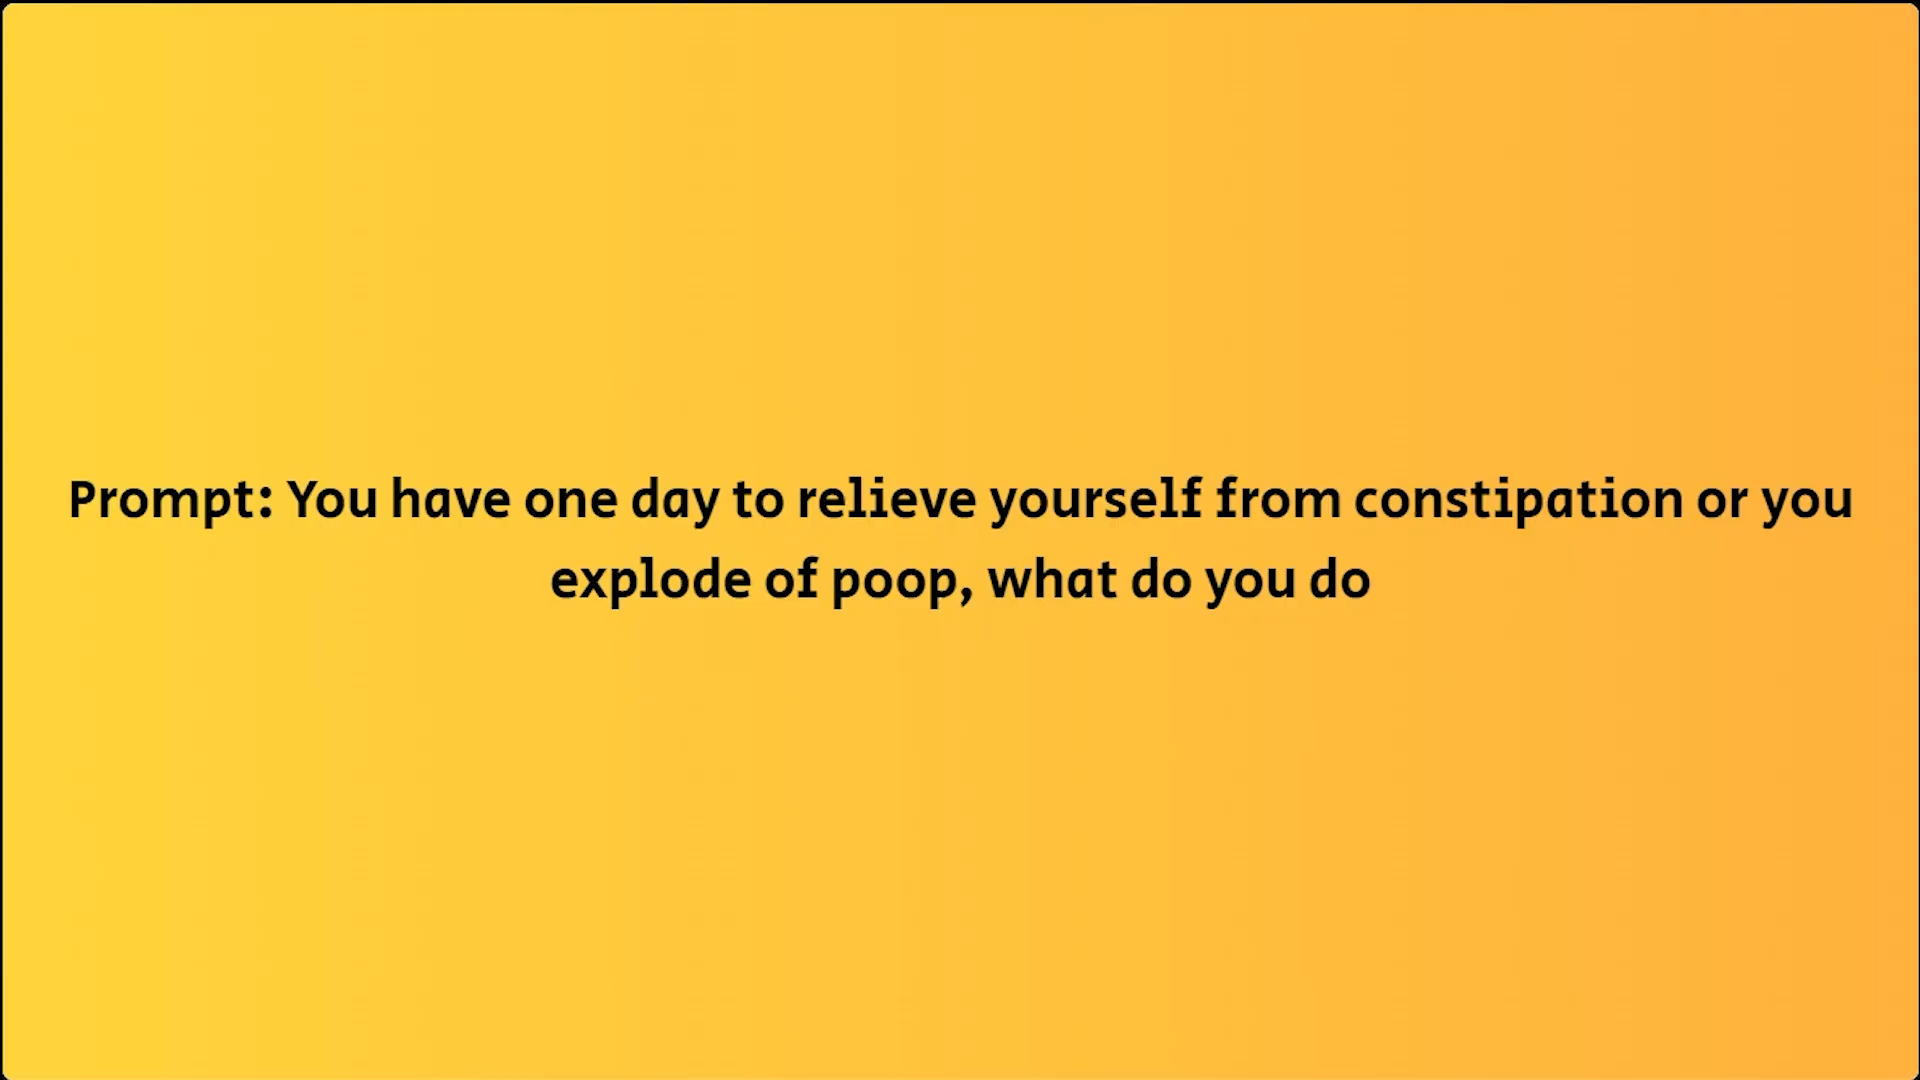 Prompt: You have one day to relieve yourself from constipation or you
explode of poop, what do you do